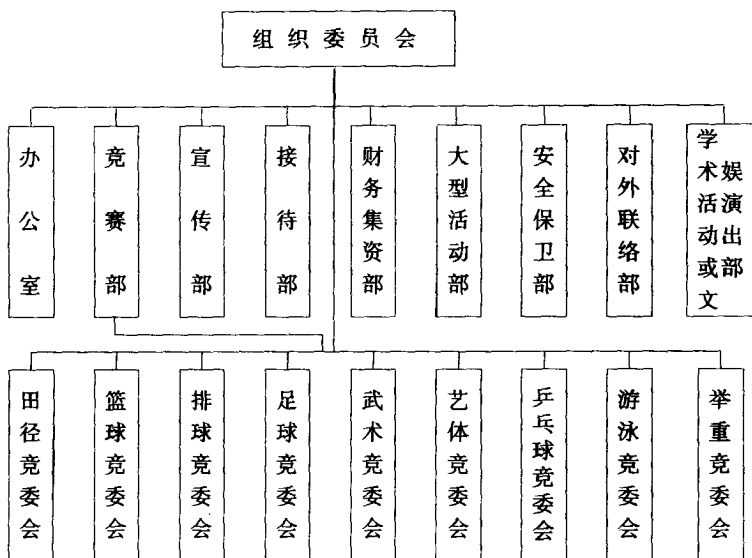 组织委员会
办公室
竞赛部
宣传部
接待部
财务集资部
大型活动部
安全保卫部
对外联络部
学术活动或文
娱演出部
田径竞委会
篮球竞委会
排球竞委会
足球竞委会
武术竞委会
艺体竞委会
乒乓球竞委会
游泳竞委会
举重竞委会